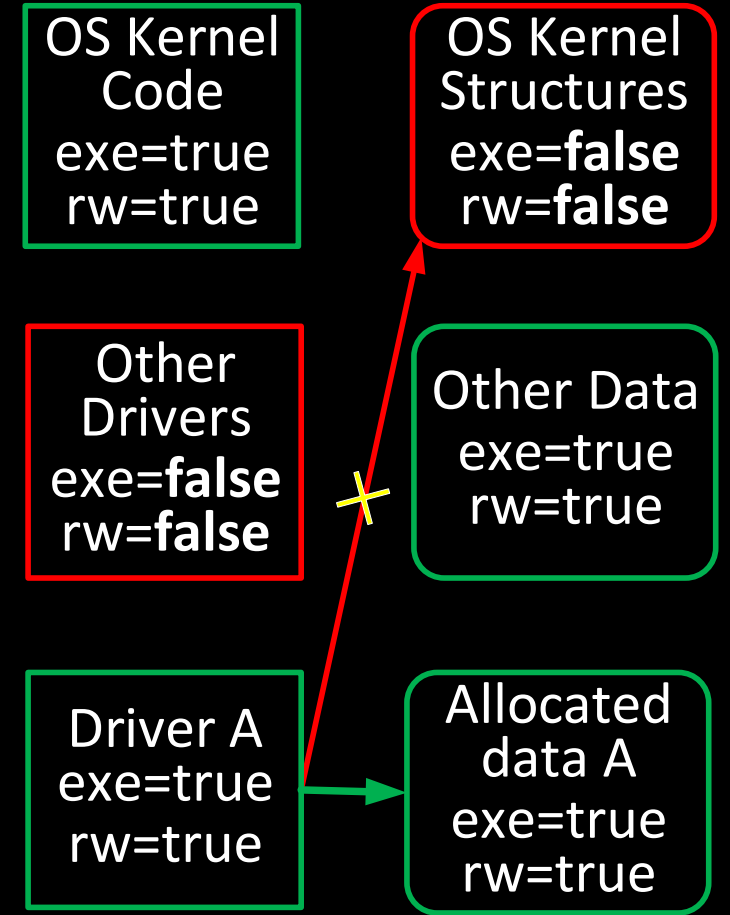 OS Kernel
Code
exe=true
rw=true
OS Kernel
Structures
exe=false
rw=false
Other
Drivers
exe=false
rw=false
Other Data
exe=true
rw=true
Driver A
exe=true
rw=true
Allocated
data A
exe=true
rw=true